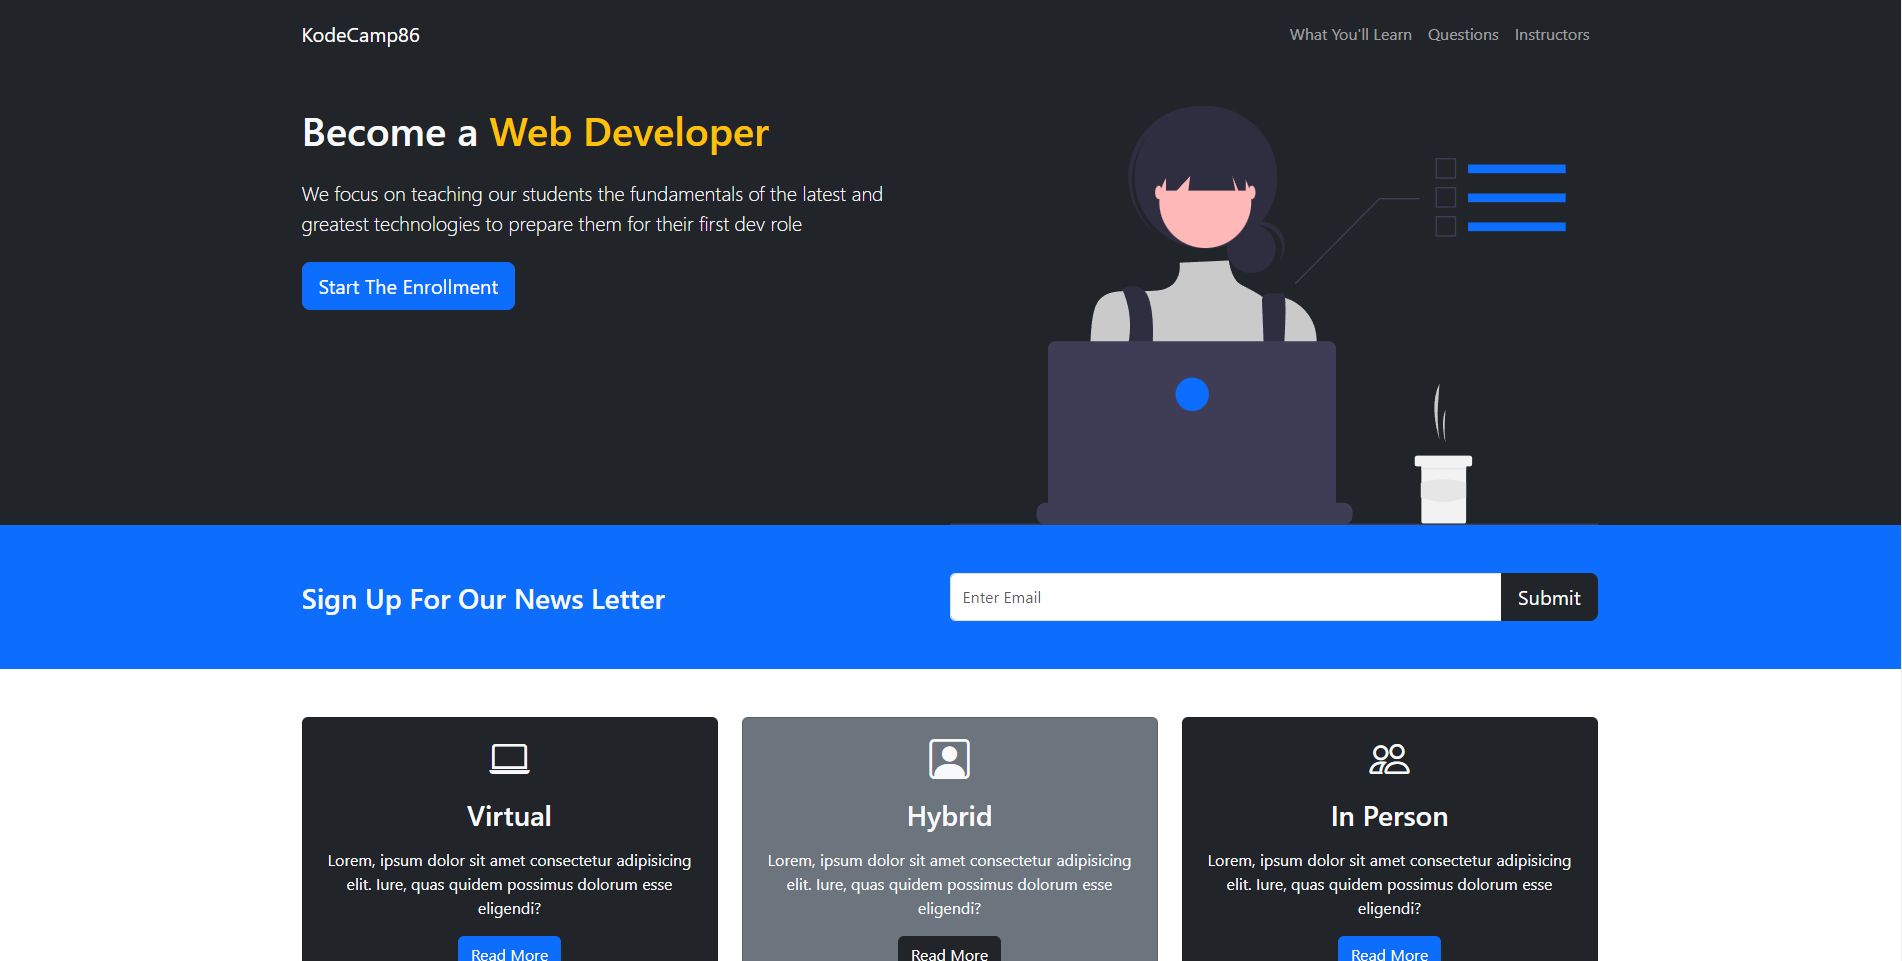 KodeCamp86
What You'll Learn Questions Instructors
Become a Web Developer
We focus on teaching our students the fundamentals of the latest and
greatest technologies to prepare them for their first dev role
Start The Enrollment
Sign Up For Our News Letter
Enter Email
Submit
Virtual
Lorem, ipsum dolor sit amet consectetur adipisicing
elit. Iure, quas quidem possimus dolorum esse
eligendi?
Read More
Hybrid
Lorem, ipsum dolor sit amet consectetur adipisicing
elit. Iure, quas quidem possimus dolorum esse
eligendi?
Read More
In Person
Lorem, ipsum dolor sit amet consectetur adipisicing
elit. Iure, quas quidem possimus dolorum esse
eligendi?
Read More